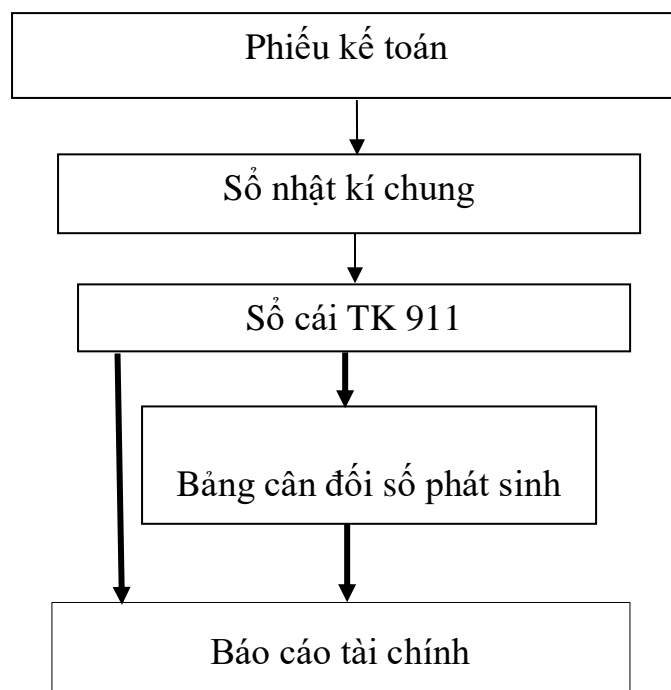 Phiếu kế toán
Sổ nhật kí chung
Sổ cái TK 911
Bảng cân đối số phát sinh
Báo cáo tài chính